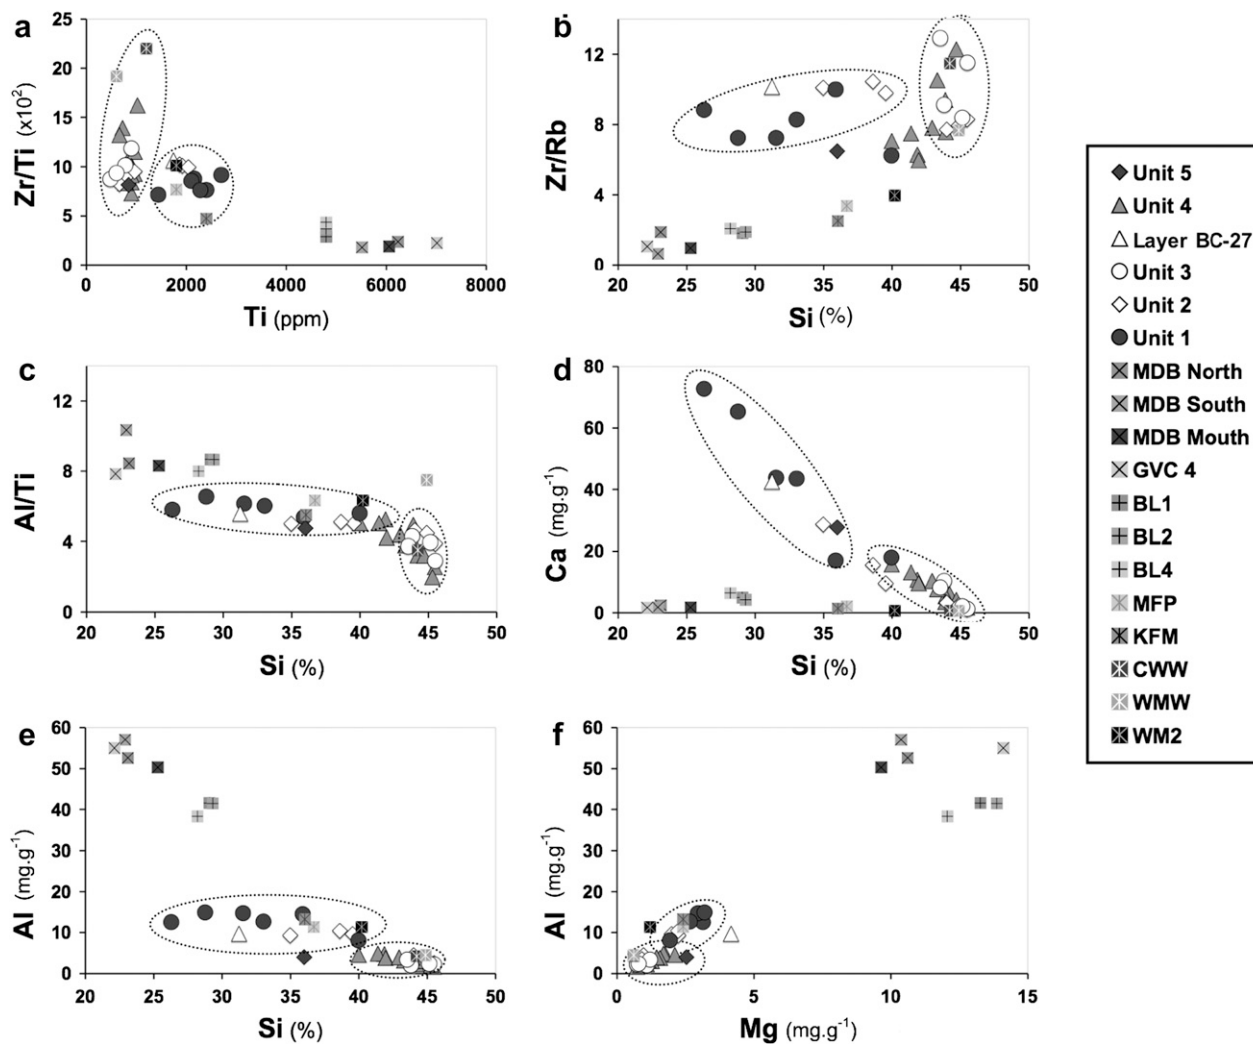 a
25
20
15
10
5
0
Zr/Ti (x10²)
0 2000 4000 6000 8000
Ti (ppm)
b
12
8
4
0
Zr/Rb
20 25 30 35 40 45 50
Si (%)
c
12
8
4
0
Al/Ti
20 25 30 35 40 45 50
Si (%)
d
80
60
40
20
0
Ca (mg.g⁻¹)
20 25 30 35 40 45 50
Si (%)
e
60
50
40
30
20
10
0
Al (mg.g⁻¹)
20 25 30 35 40 45 50
Si (%)
f
60
50
40
30
20
10
0
Al (mg.g⁻¹)
0 5 10 15
Mg (mg.g⁻¹)
Unit 5
Unit 4
Layer BC-27
Unit 3
Unit 2
Unit 1
MDB North
MDB South
MDB Mouth
GVC 4
BL1
BL2
BL4
MFP
KFM
CWW
WMW
WM2